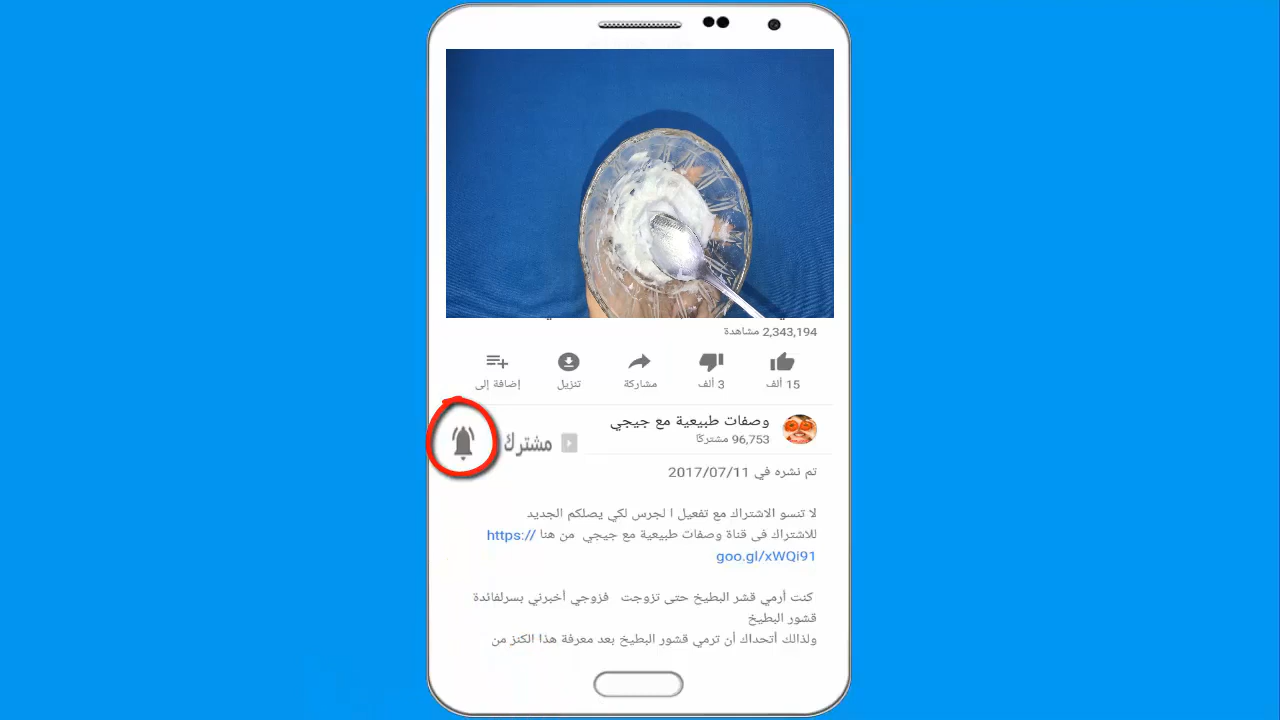 2,343,194 مشاهدة
15 ألف
3 ألف
مشاركة
تنزيل
إضافة إلى
وصفات طبيعية مع جيجي
96,753 مشتركًا
مشترك
تم نشره في 2017/07/11
لا تنسو الاشتراك مع تفعيل ا لجرس لكي يصلكم الجديد
للاشتراك فى قناة وصفات طبيعية مع جيجي من هنا https://
goo.gl/xWQi91
كنت أرمي قشر البطيخ حتى تزوجت فزوجي أخبرني بسرلفائدة
قشور البطيخ
ولذالك أتحداك أن ترمي قشور البطيخ بعد معرفة هذا الكنز من